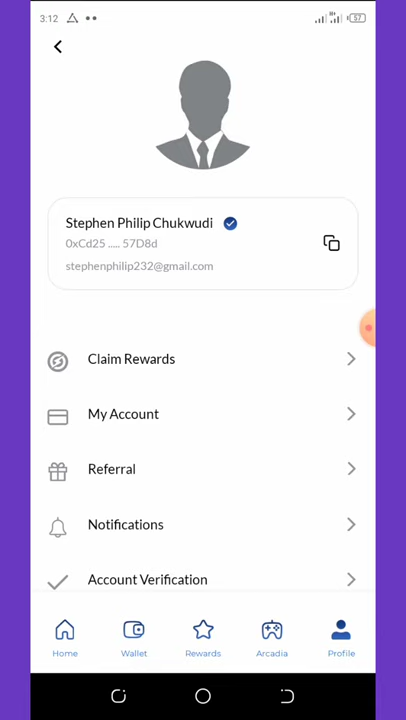 3:12
57
Stephen Philip Chukwudi
0xCd25 ..... 57D8d
stephenphilip232@gmail.com
Claim Rewards
My Account
Referral
Notifications
Account Verification
Home
Wallet
Rewards
Arcadia
Profile